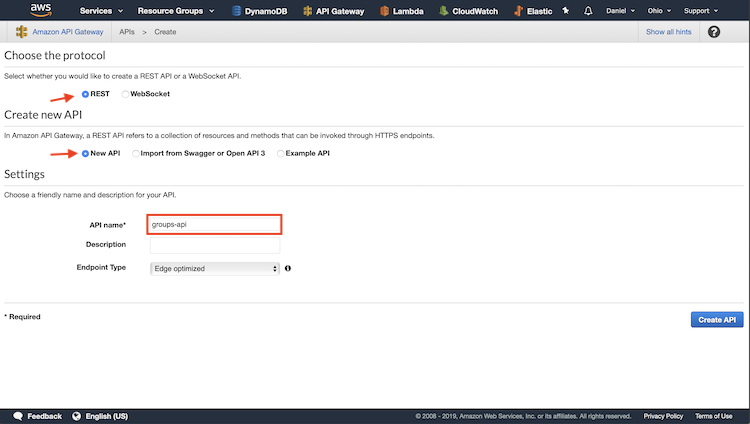 aws Services Resource Groups DynamoDB API Gateway Lambda CloudWatch Elastic Daniel Ohio Support
Amazon API Gateway APIs > Create Show all hints ?
Choose the protocol
Select whether you would like to create a REST API or a WebSocket API.
REST WebSocket
Create new API
In Amazon API Gateway, a REST API refers to a collection of resources and methods that can be invoked through HTTPS endpoints.
New API Import from Swagger or Open API 3 Example API
Settings
Choose a friendly name and description for your API.
API name* groups-api
Description
Endpoint Type Edge optimized
* Required Create API
Feedback English (US) © 2008 - 2019, Amazon Web Services, Inc. or its affiliates. All rights reserved. Privacy Policy Terms of Use